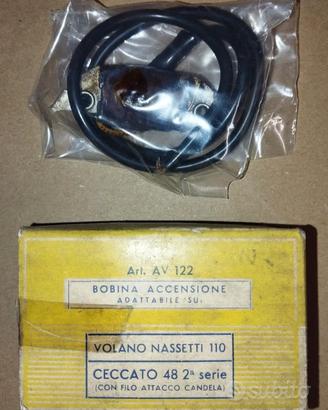 Art. AV 122
BOBINA ACCENSIONE
ADATTABILE SU:
VOLANO NASSETTI 110
CECCATO 48 2ª serie
(CON FILO ATTACCO CANDELA)
subito